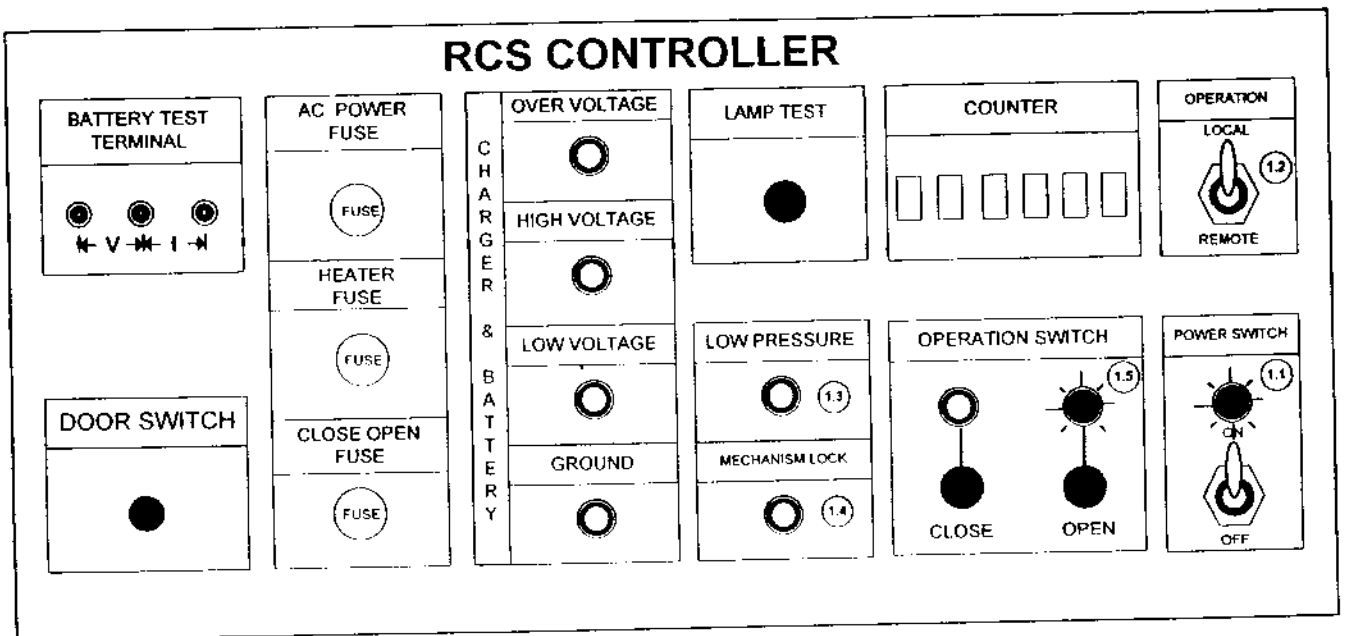 RCS CONTROLLER
BATTERY TEST
TERMINAL
V I
DOOR SWITCH
AC POWER
FUSE
FUSE
HEATER
FUSE
FUSE
CLOSE OPEN
FUSE
FUSE
CHARGER & BATTERY
OVER VOLTAGE
HIGH VOLTAGE
LOW VOLTAGE
GROUND
LAMP TEST
LOW PRESSURE
1.3
MECHANISM LOCK
1.4
COUNTER
OPERATION SWITCH
1.5
CLOSE OPEN
OPERATION
LOCAL
1.2
REMOTE
POWER SWITCH
1.1
ON
OFF